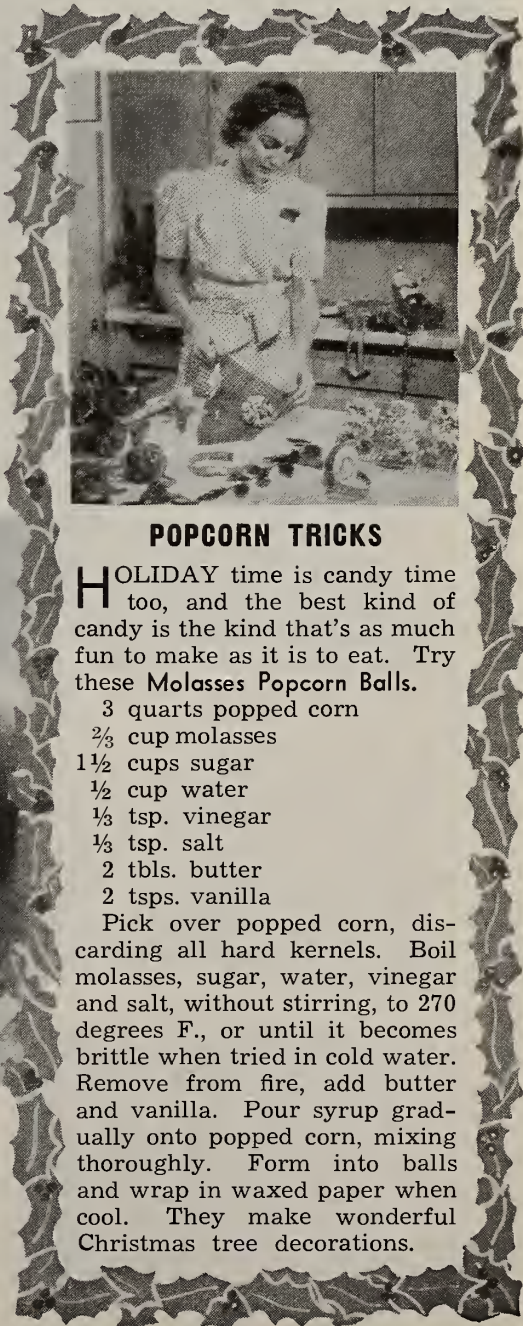 POPCORN TRICKS
HOLIDAY time is candy time
too, and the best kind of
candy is the kind that's as much
fun to make as it is to eat. Try
these Molasses Popcorn Balls.
3 quarts popped corn
⅔ cup molasses
1½ cups sugar
½ cup water
⅓ tsp. vinegar
⅓ tsp. salt
2 tbls. butter
2 tsps. vanilla
Pick over popped corn, dis-
carding all hard kernels. Boil
molasses, sugar, water, vinegar
and salt, without stirring, to 270
degrees F., or until it becomes
brittle when tried in cold water.
Remove from fire, add butter
and vanilla. Pour syrup grad-
ually onto popped corn, mixing
thoroughly. Form into balls
and wrap in waxed paper when
cool. They make wonderful
Christmas tree decorations.